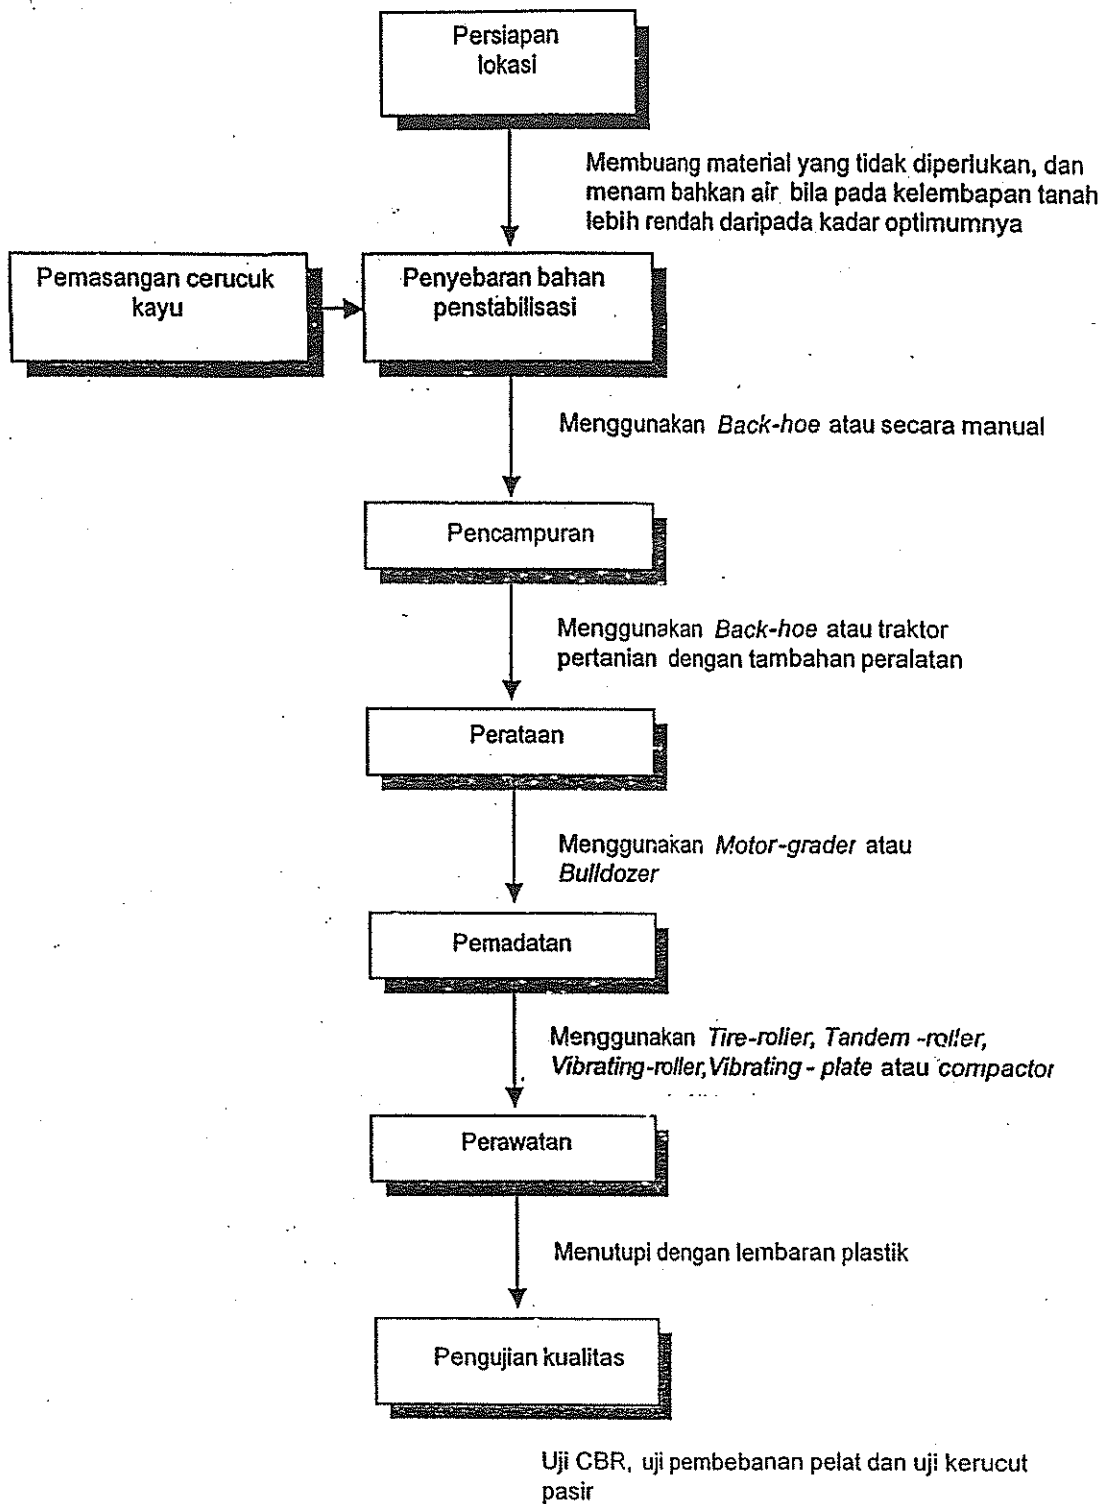 Persiapan
lokasi
Membuang material yang tidak diperlukan, dan
menam bahkan air bila pada kelembapan tanah
lebih rendah daripada kadar optimumnya
Pemasangan cerucuk
kayu
Penyebaran bahan
penstabilisasi
Menggunakan Back-hoe atau secara manual
Pencampuran
Menggunakan Back-hoe atau traktor
pertanian dengan tambahan peralatan
Perataan
Menggunakan Motor-grader atau
Bulldozer
Pemadatan
Menggunakan Tire-roller, Tandem -roller,
Vibrating-roller,Vibrating - plate atau compactor
Perawatan
Menutupi dengan lembaran plastik
Pengujian kualitas
Uji CBR, uji pembebanan pelat dan uji kerucut
pasir